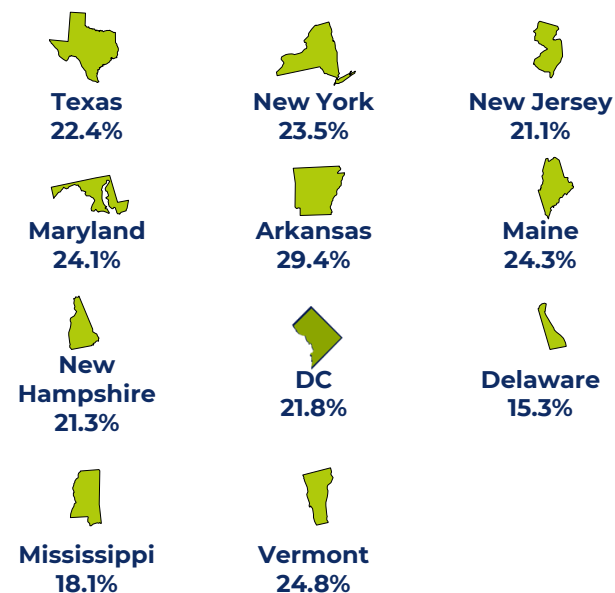 Texas
22.4%
New York
23.5%
New Jersey
21.1%
Maryland
24.1%
Arkansas
29.4%
Maine
24.3%
New
Hampshire
21.3%
DC
21.8%
Delaware
15.3%
Mississippi
18.1%
Vermont
24.8%